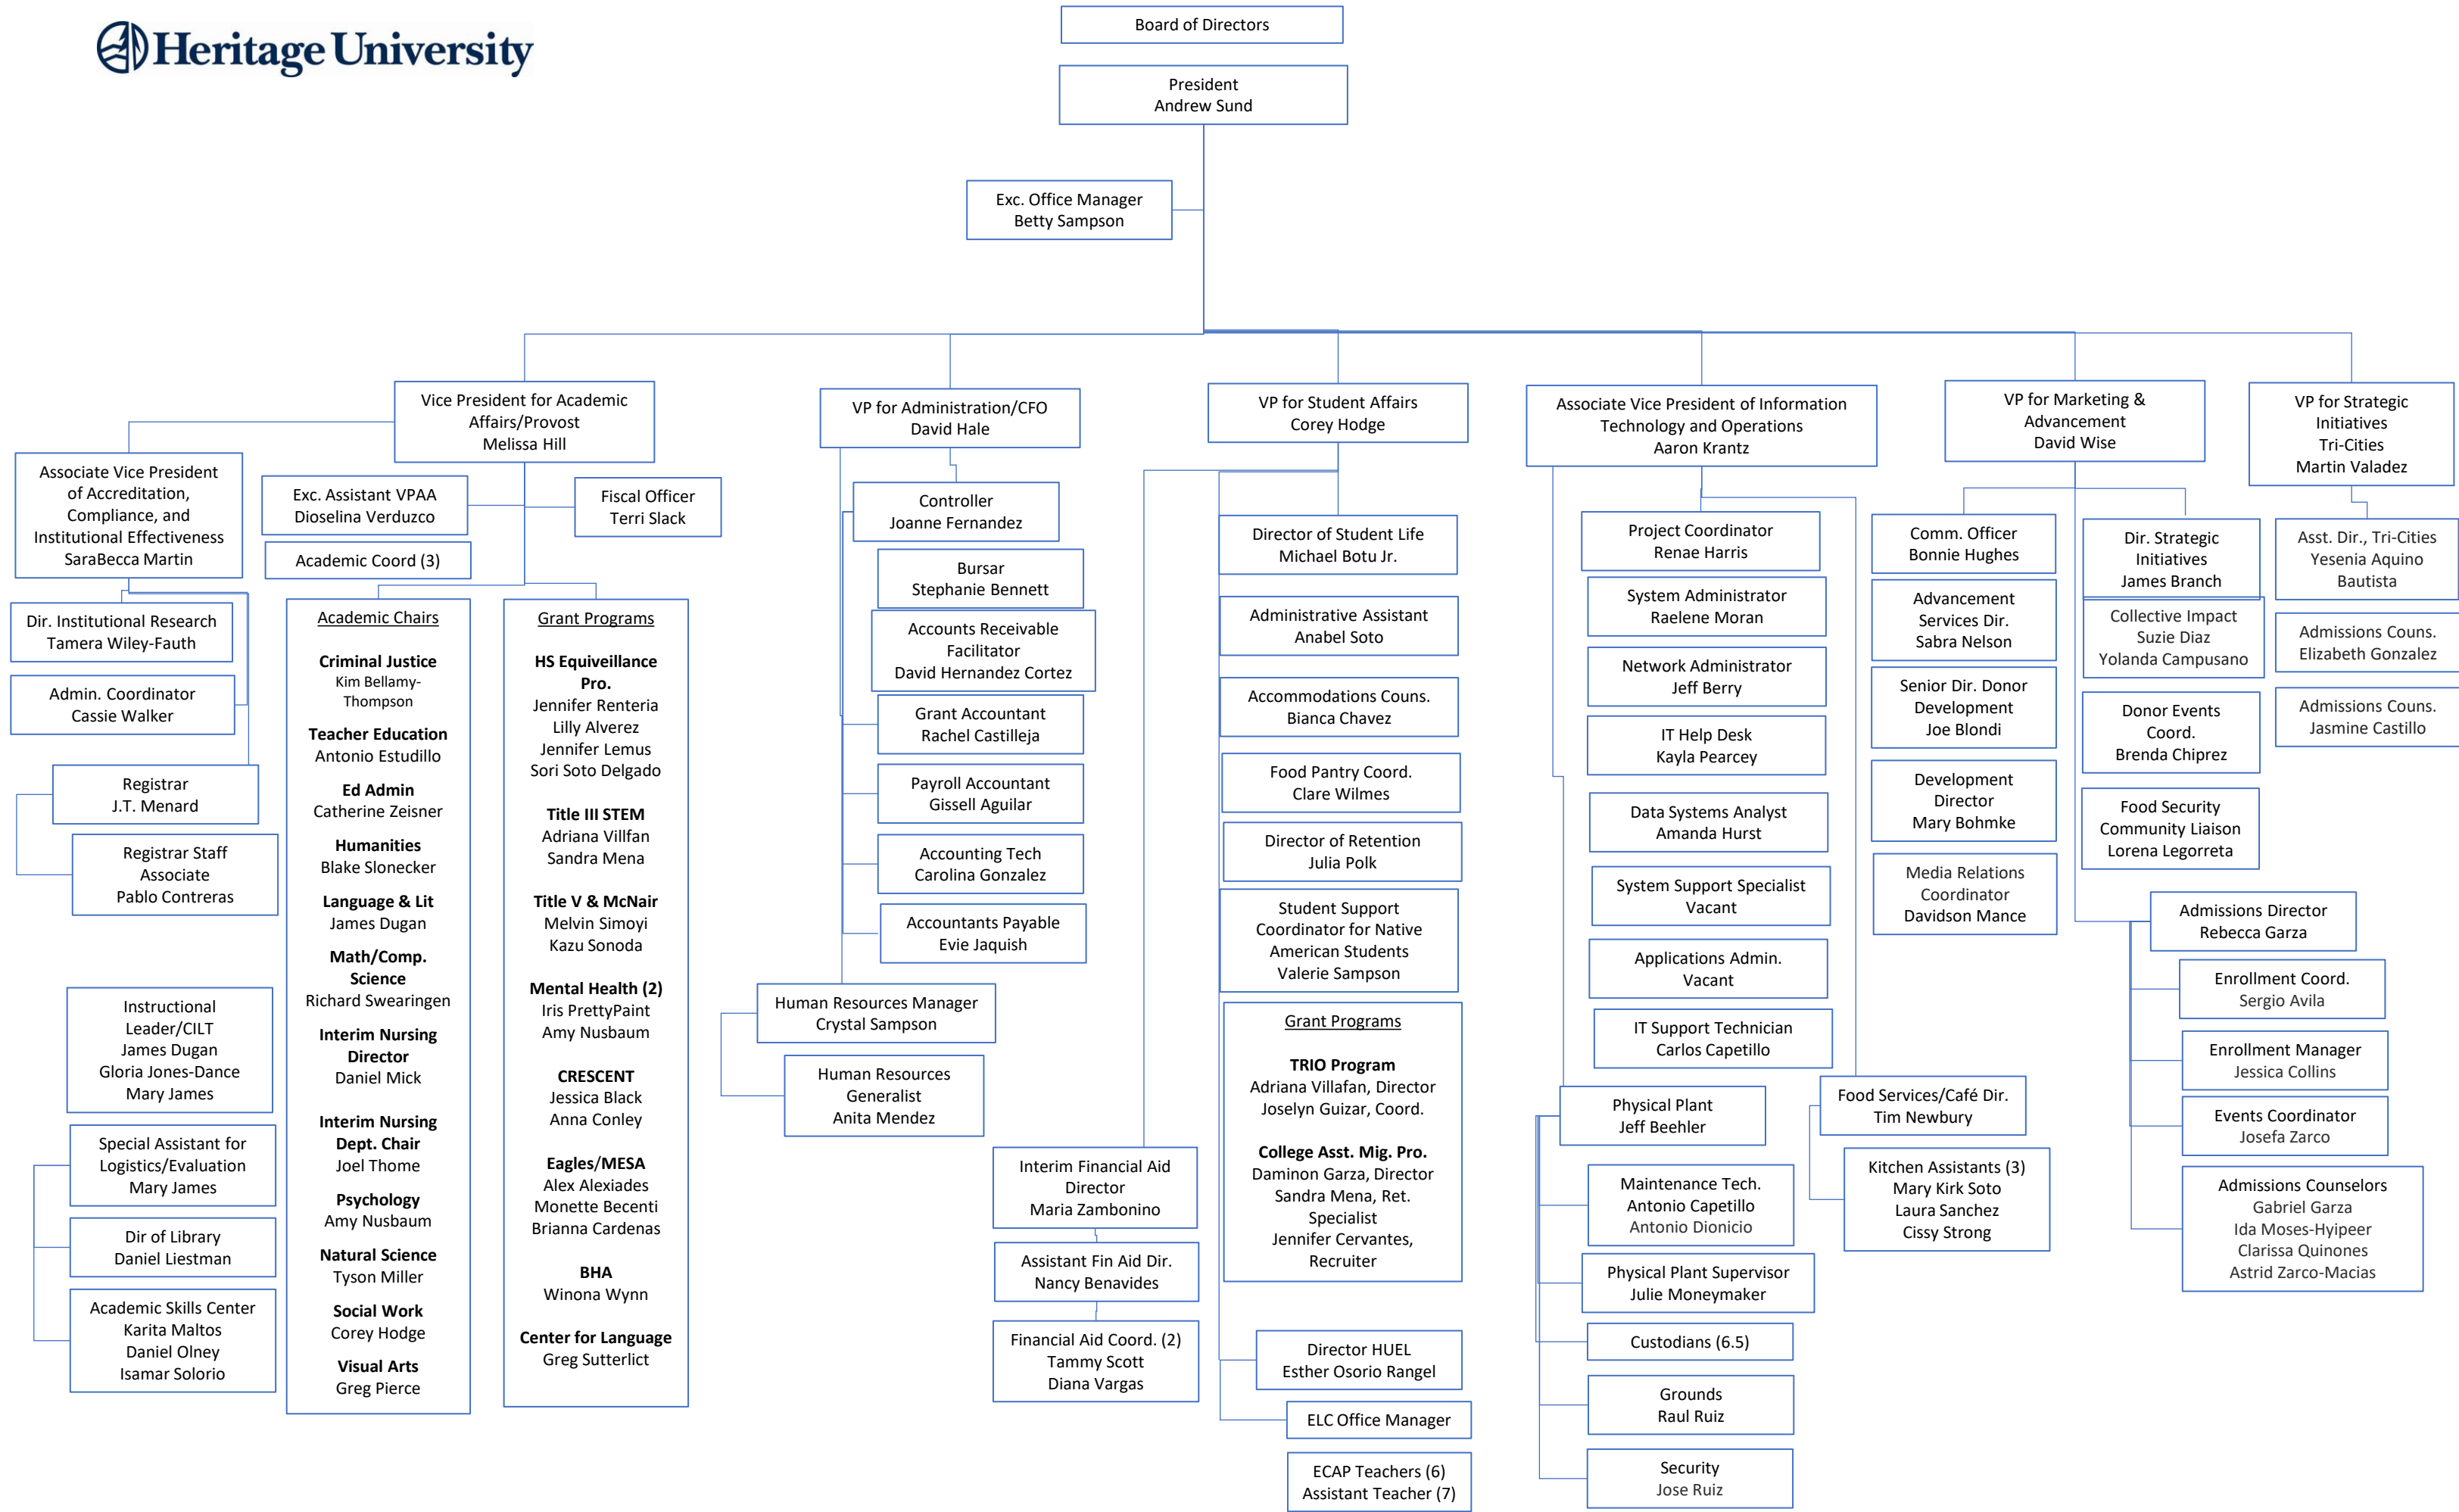 Heritage University
Board of Directors
President
Andrew Sund
Exc. Office Manager
Betty Sampson
Vice President for Academic
Affairs/Provost
Melissa Hill
Associate Vice President
of Accreditation,
Compliance, and
Institutional Effectiveness
SaraBecca Martin
Exc. Assistant VPAA
Dioselina Verduzco
Fiscal Officer
Terri Slack
Academic Coord (3)
Dir. Institutional Research
Tamera Wiley-Fauth
Admin. Coordinator
Cassie Walker
Registrar
J.T. Menard
Registrar Staff
Associate
Pablo Contreras
Instructional
Leader/CILT
James Dugan
Gloria Jones-Dance
Mary James
Special Assistant for
Logistics/Evaluation
Mary James
Dir of Library
Daniel Liestman
Academic Skills Center
Karita Maltos
Daniel Olney
Isamar Solorio
Academic Chairs
Criminal Justice
Kim Bellamy-
Thompson
Teacher Education
Antonio Estudillo
Ed Admin
Catherine Zeisner
Humanities
Blake Slonecker
Language & Lit
James Dugan
Math/Comp.
Science
Richard Swearingen
Interim Nursing
Director
Daniel Mick
Interim Nursing
Dept. Chair
Joel Thome
Psychology
Amy Nusbaum
Natural Science
Tyson Miller
Social Work
Corey Hodge
Visual Arts
Greg Pierce
Grant Programs
HS Equiveillance
Pro.
Jennifer Renteria
Lilly Alverez
Jennifer Lemus
Sori Soto Delgado
Title III STEM
Adriana Villfan
Sandra Mena
Title V & McNair
Melvin Simoyi
Kazu Sonoda
Mental Health (2)
Iris PrettyPaint
Amy Nusbaum
CRESCENT
Jessica Black
Anna Conley
Eagles/MESA
Alex Alexiades
Monette Becenti
Brianna Cardenas
BHA
Winona Wynn
Center for Language
Greg Sutterlict
VP for Administration/CFO
David Hale
Controller
Joanne Fernandez
Bursar
Stephanie Bennett
Accounts Receivable
Facilitator
David Hernandez Cortez
Grant Accountant
Rachel Castilleja
Payroll Accountant
Gissell Aguilar
Accounting Tech
Carolina Gonzalez
Accountants Payable
Evie Jaquish
Human Resources Manager
Crystal Sampson
Human Resources
Generalist
Anita Mendez
VP for Student Affairs
Corey Hodge
Director of Student Life
Michael Botu Jr.
Administrative Assistant
Anabel Soto
Accommodations Couns.
Bianca Chavez
Food Pantry Coord.
Clare Wilmes
Director of Retention
Julia Polk
Student Support
Coordinator for Native
American Students
Valerie Sampson
Grant Programs
TRIO Program
Adriana Villafan, Director
Joselyn Guizar, Coord.
College Asst. Mig. Pro.
Daminon Garza, Director
Sandra Mena, Ret.
Specialist
Jennifer Cervantes,
Recruiter
Interim Financial Aid
Director
Maria Zambonino
Assistant Fin Aid Dir.
Nancy Benavides
Financial Aid Coord. (2)
Tammy Scott
Diana Vargas
Director HUEL
Esther Osorio Rangel
ELC Office Manager
ECAP Teachers (6)
Assistant Teacher (7)
Associate Vice President of Information
Technology and Operations
Aaron Krantz
Project Coordinator
Renae Harris
System Administrator
Raelene Moran
Network Administrator
Jeff Berry
IT Help Desk
Kayla Pearcey
Data Systems Analyst
Amanda Hurst
System Support Specialist
Vacant
Applications Admin.
Vacant
IT Support Technician
Carlos Capetillo
Physical Plant
Jeff Beehler
Maintenance Tech.
Antonio Capetillo
Antonio Dionicio
Physical Plant Supervisor
Julie Moneymaker
Custodians (6.5)
Grounds
Raul Ruiz
Security
Jose Ruiz
Food Services/Café Dir.
Tim Newbury
Kitchen Assistants (3)
Mary Kirk Soto
Laura Sanchez
Cissy Strong
VP for Marketing &
Advancement
David Wise
Comm. Officer
Bonnie Hughes
Advancement
Services Dir.
Sabra Nelson
Senior Dir. Donor
Development
Joe Blondi
Development
Director
Mary Bohmke
Media Relations
Coordinator
Davidson Mance
Dir. Strategic
Initiatives
James Branch
Collective Impact
Suzie Diaz
Yolanda Campusano
Donor Events
Coord.
Brenda Chiprez
Food Security
Community Liaison
Lorena Legorreta
Admissions Director
Rebecca Garza
Enrollment Coord.
Sergio Avila
Enrollment Manager
Jessica Collins
Events Coordinator
Josefa Zarco
Admissions Counselors
Gabriel Garza
Ida Moses-Hyipeer
Clarissa Quinones
Astrid Zarco-Macias
VP for Strategic
Initiatives
Tri-Cities
Martin Valadez
Asst. Dir., Tri-Cities
Yesenia Aquino
Bautista
Admissions Couns.
Elizabeth Gonzalez
Admissions Couns.
Jasmine Castillo